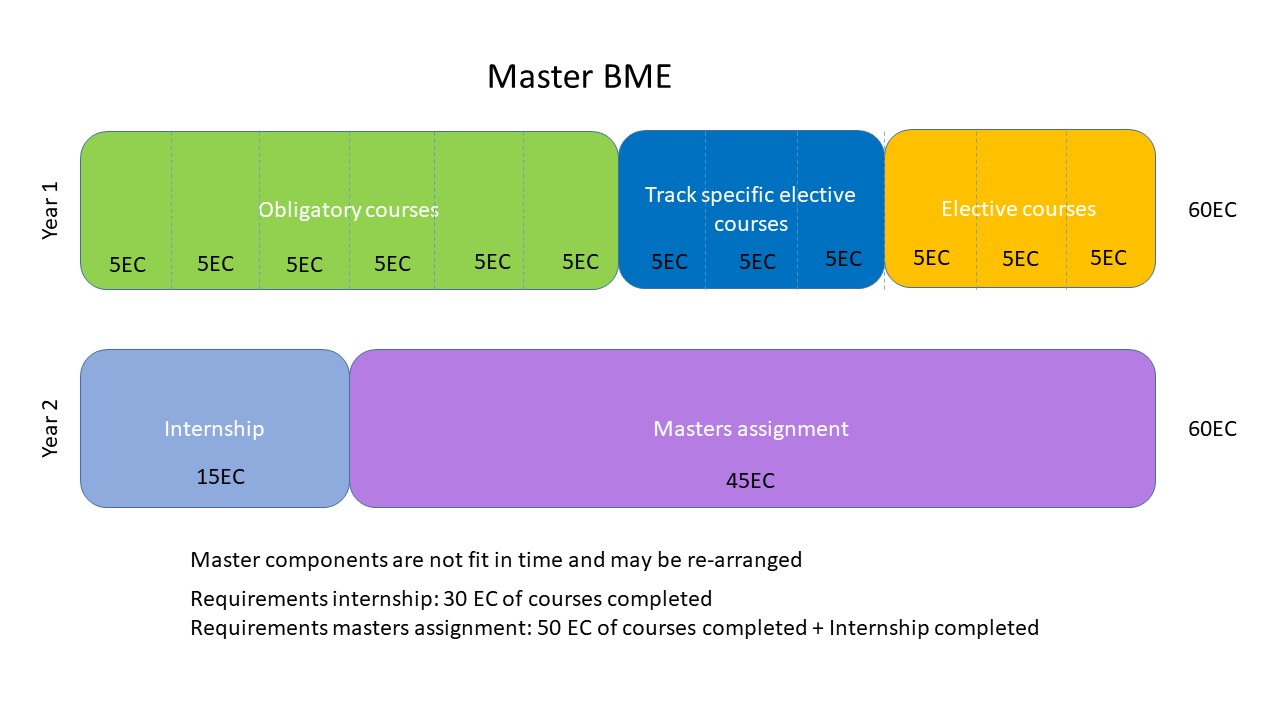 Master BME
Year 1
Obligatory courses
5EC 5EC 5EC 5EC 5EC 5EC
Track specific elective
courses
5EC 5EC 5EC
Elective courses
5EC 5EC 5EC
60EC
Year 2
Internship
15EC
Masters assignment
45EC
60EC
Master components are not fit in time and may be re-arranged
Requirements internship: 30 EC of courses completed
Requirements masters assignment: 50 EC of courses completed + Internship completed